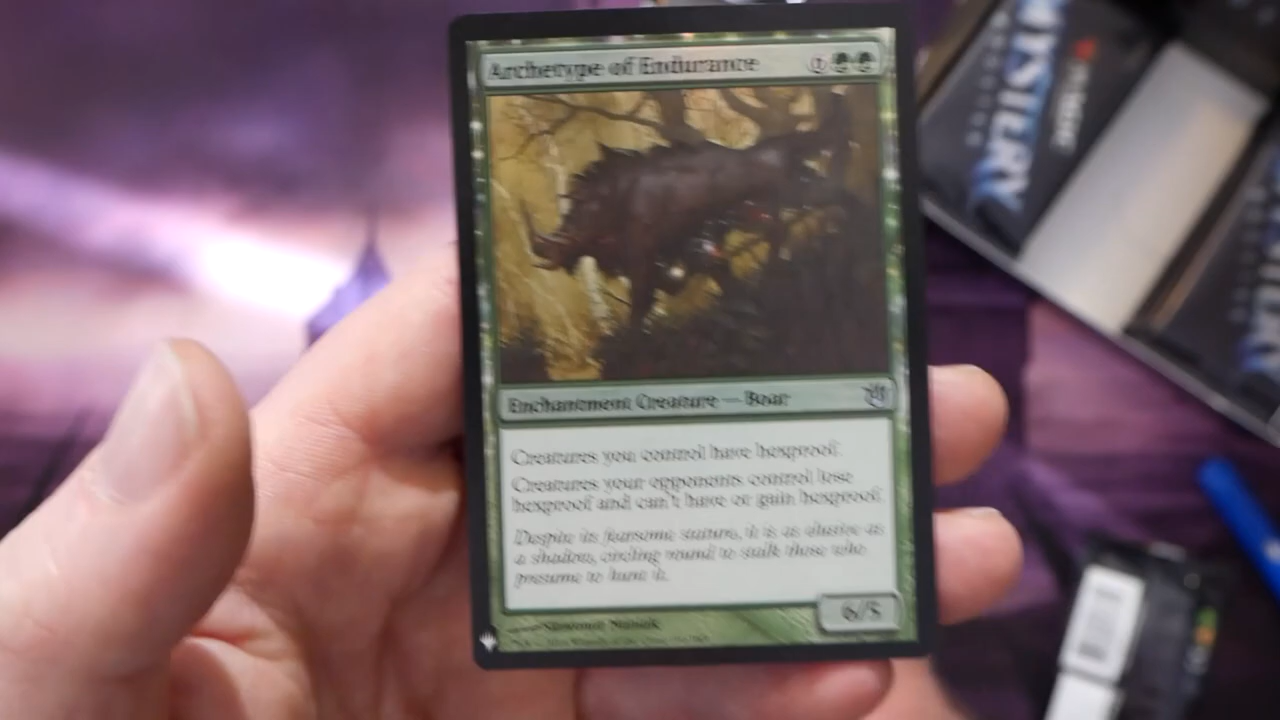 Archetype of Endurance
Enchantment Creature — Boar
Creatures you control have hexproof.
Creatures your opponents control lose
hexproof and can't have or gain hexproof.
Despite its fearsome stature, it is as elusive as
a shadow, circling round to stalk those who
presume to hunt it.
6/5
Slawomir Maniak
MYSTERY